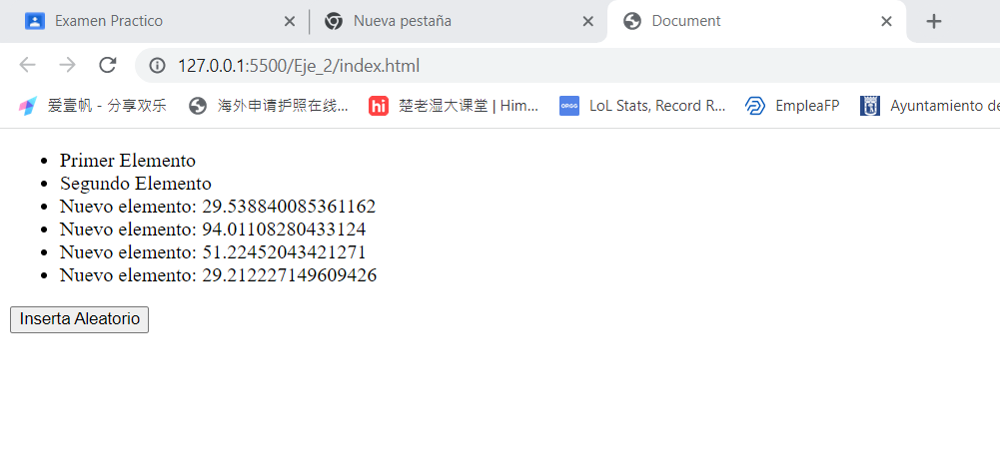 Examen Practico Nueva pestaña Document
127.0.0.1:5500/Eje_2/index.html
爱壹帆 - 分享欢乐 海外申请护照在线... hi 楚老湿大课堂 | Him... OP.GG LoL Stats, Record R... EmpleaFP Ayuntamiento de
Primer Elemento
Segundo Elemento
Nuevo elemento: 29.538840085361162
Nuevo elemento: 94.01108280433124
Nuevo elemento: 51.22452043421271
Nuevo elemento: 29.212227149609426
Inserta Aleatorio